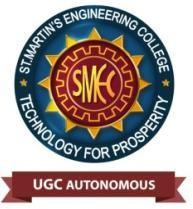 ST.MARTIN'S ENGINEERING COLLEGE
SMEC
TECHNOLOGY FOR PROSPERITY
UGC AUTONOMOUS